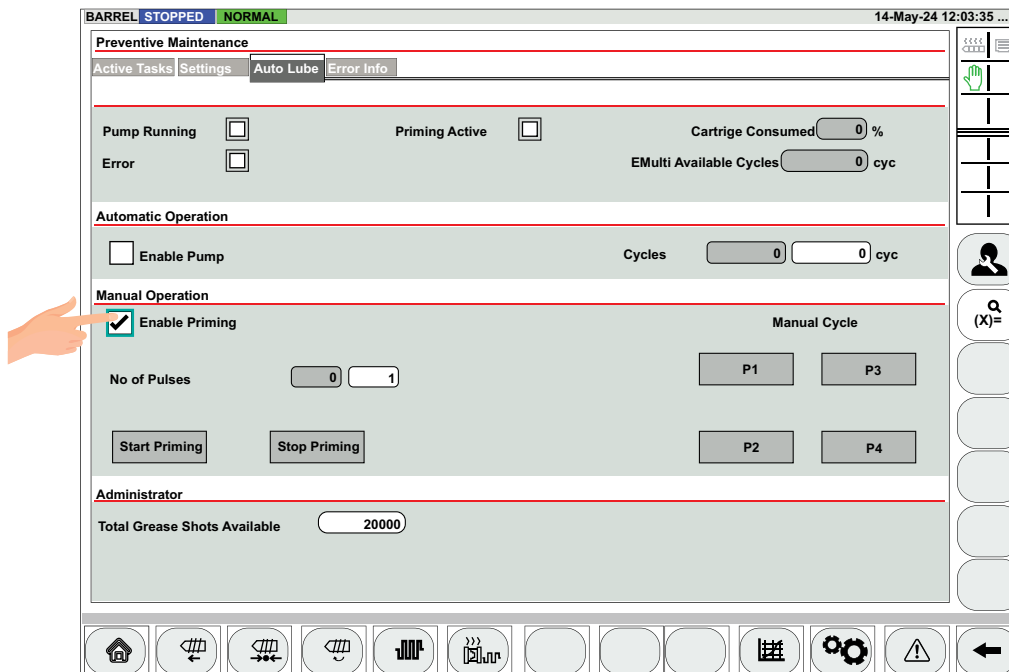 BARREL STOPPED NORMAL 14-May-24 12:03:35 ...
Preventive Maintenance
Active Tasks Settings Auto Lube Error Info
Pump Running Priming Active Cartrige Consumed 0 %
Error EMulti Available Cycles 0 cyc
Automatic Operation
Enable Pump Cycles 0 0 cyc
Manual Operation
Enable Priming Manual Cycle
(X)=
No of Pulses 0 1 P1 P3
Start Priming Stop Priming P2 P4
Administrator
Total Grease Shots Available 20000